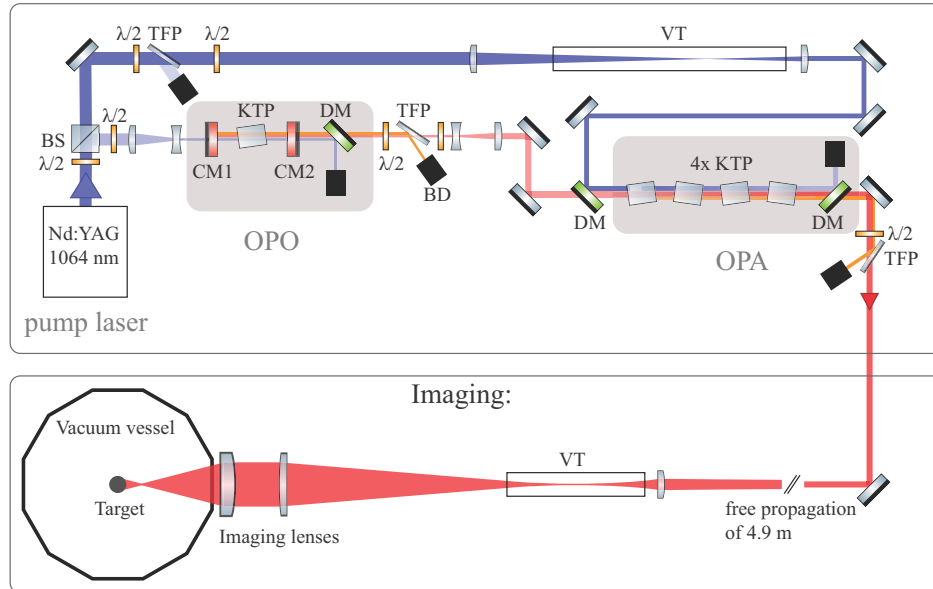 λ/2
TFP
λ/2
VT
BS
λ/2
λ/2
KTP
DM
TFP
CM1
CM2
λ/2
BD
OPO
4x KTP
DM
DM
OPA
λ/2
TFP
Nd:YAG
1064 nm
pump laser
Imaging:
Vacuum vessel
Target
Imaging lenses
VT
free propagation
of 4.9 m